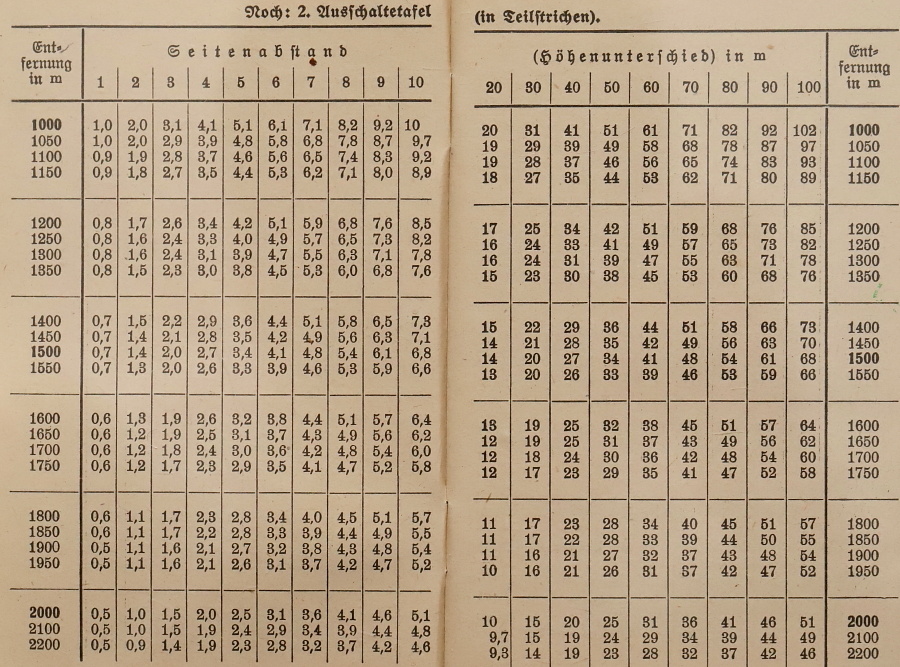 Noch: 2. Ausschaltetafel (in Teilstrichen).
Ent- Seitenabstand (Höhenunterschied) in m Ent-
fernung fernung
in m 1 2 3 4 5 6 7 8 9 10 20 30 40 50 60 70 80 90 100 in m
1000 1,0 2,0 3,1 4,1 5,1 6,1 7,1 8,2 9,2 10 20 31 41 51 61 71 82 92 102 1000
1050 1,0 2,0 2,9 3,9 4,8 5,8 6,8 7,8 8,7 9,7 19 29 39 49 58 68 78 87 97 1050
1100 0,9 1,9 2,8 3,7 4,6 5,6 6,5 7,4 8,3 9,2 19 28 37 46 56 65 74 83 93 1100
1150 0,9 1,8 2,7 3,5 4,4 5,3 6,2 7,1 8,0 8,9 18 27 35 44 53 62 71 80 89 1150
1200 0,8 1,7 2,6 3,4 4,2 5,1 5,9 6,8 7,6 8,5 17 25 34 42 51 59 68 76 85 1200
1250 0,8 1,6 2,4 3,3 4,0 4,9 5,7 6,5 7,3 8,2 16 24 33 41 49 57 65 73 82 1250
1300 0,8 1,6 2,4 3,1 3,9 4,7 5,5 6,3 7,1 7,8 16 24 31 39 47 55 63 71 78 1300
1350 0,8 1,5 2,3 3,0 3,8 4,5 5,3 6,0 6,8 7,6 15 23 30 38 45 53 60 68 76 1350
1400 0,7 1,5 2,2 2,9 3,6 4,4 5,1 5,8 6,5 7,3 15 22 29 36 44 51 58 66 73 1400
1450 0,7 1,4 2,1 2,8 3,5 4,2 4,9 5,6 6,3 7,1 14 21 28 35 42 49 56 63 70 1450
1500 0,7 1,4 2,0 2,7 3,4 4,1 4,8 5,4 6,1 6,8 14 20 27 34 41 48 54 61 68 1500
1550 0,7 1,3 2,0 2,6 3,3 3,9 4,6 5,3 5,9 6,6 13 20 26 33 39 46 53 59 66 1550
1600 0,6 1,3 1,9 2,6 3,2 3,8 4,4 5,1 5,7 6,4 13 19 25 32 38 45 51 57 64 1600
1650 0,6 1,2 1,9 2,5 3,1 3,7 4,3 4,9 5,6 6,2 12 19 25 31 37 43 49 56 62 1650
1700 0,6 1,2 1,8 2,4 3,0 3,6 4,2 4,8 5,4 6,0 12 18 24 30 36 42 48 54 60 1700
1750 0,6 1,2 1,7 2,3 2,9 3,5 4,1 4,7 5,2 5,8 12 17 23 29 35 41 47 52 58 1750
1800 0,6 1,1 1,7 2,3 2,8 3,4 4,0 4,5 5,1 5,7 11 17 23 28 34 40 45 51 57 1800
1850 0,6 1,1 1,7 2,2 2,8 3,3 3,9 4,4 4,9 5,5 11 17 22 28 33 39 44 50 55 1850
1900 0,5 1,1 1,6 2,1 2,7 3,2 3,8 4,3 4,8 5,4 11 16 21 27 32 37 43 48 54 1900
1950 0,5 1,1 1,6 2,1 2,6 3,1 3,7 4,2 4,7 5,2 10 16 21 26 31 37 42 47 52 1950
2000 0,5 1,0 1,5 2,0 2,5 3,1 3,6 4,1 4,6 5,1 10 15 20 25 31 36 41 46 51 2000
2100 0,5 1,0 1,5 1,9 2,4 2,9 3,4 3,9 4,4 4,8 9,7 15 19 24 29 34 39 44 49 2100
2200 0,5 0,9 1,4 1,9 2,3 2,8 3,2 3,7 4,2 4,6 9,3 14 19 23 28 32 37 42 46 2200